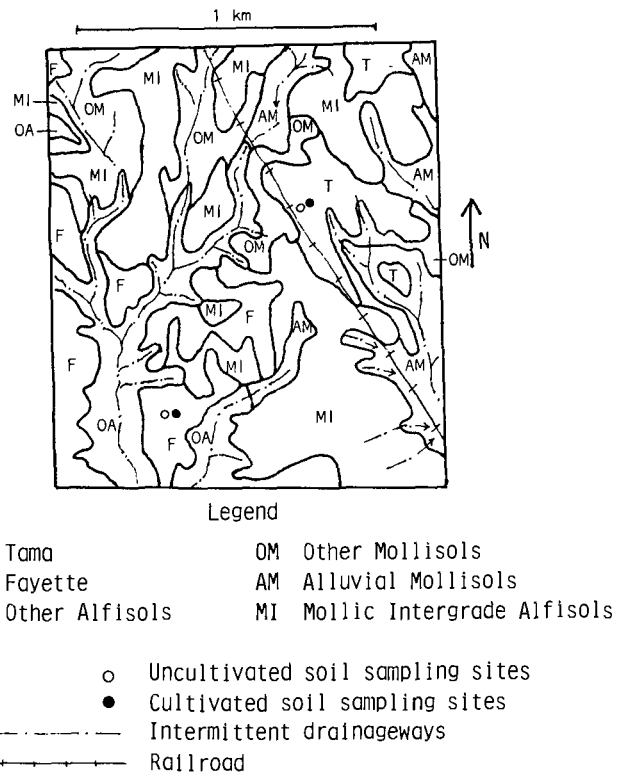 1 km
F
MI
MI
T
AM
MI
OM
AM
MI
OA
OM
OM
MI
T
AM
F
MI
N
OM
OM
F
T
MI
F
AM
F
MI
AM
OA
F
OA
MI
Legend
Tama OM Other Mollisols
Fayette AM Alluvial Mollisols
Other Alfisols MI Mollic Intergrade Alfisols
Uncultivated soil sampling sites
Cultivated soil sampling sites
Intermittent drainageways
Railroad